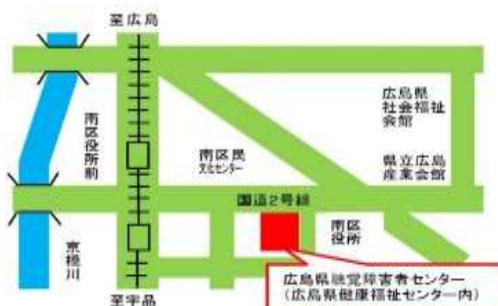 至広島
広島県
社会福祉
会館
南区役所前
南区民
文化センター
県立広島
産業会館
国道2号線
南区
役所
京橋川
広島県聴覚障害者センター
(広島県健康福祉センター内)
至宇品